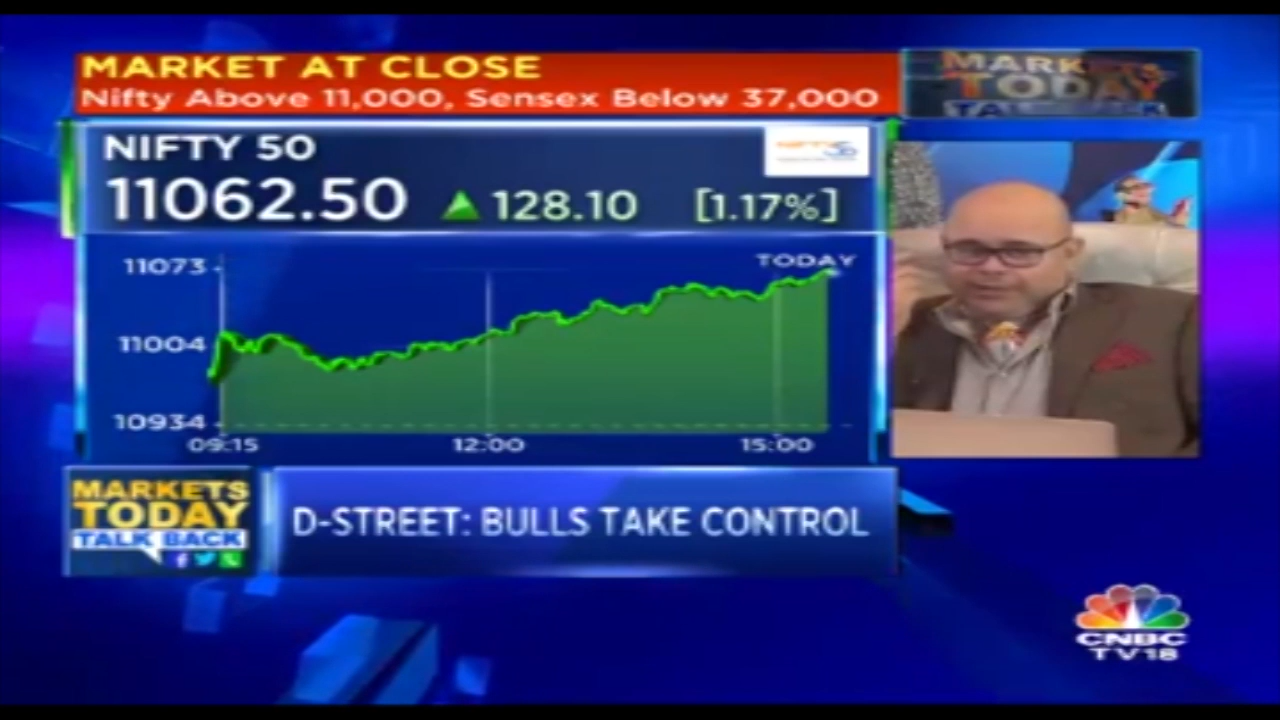 MARKET AT CLOSE
Nifty Above 11,000, Sensex Below 37,000
MARKETS
TODAY
NIFTY 50
11062.50 ▲ 128.10 [1.17%]
TODAY
11073
11004
10934
09:15 12:00 15:00
MARKETS
TODAY
TALK BACK
D-STREET: BULLS TAKE CONTROL
CNBC
TV18